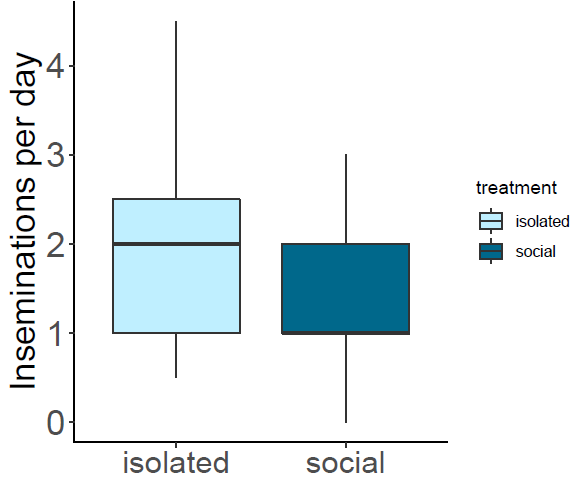 Inseminations per day
4
3
2
1
0
isolated
social
treatment
isolated
social